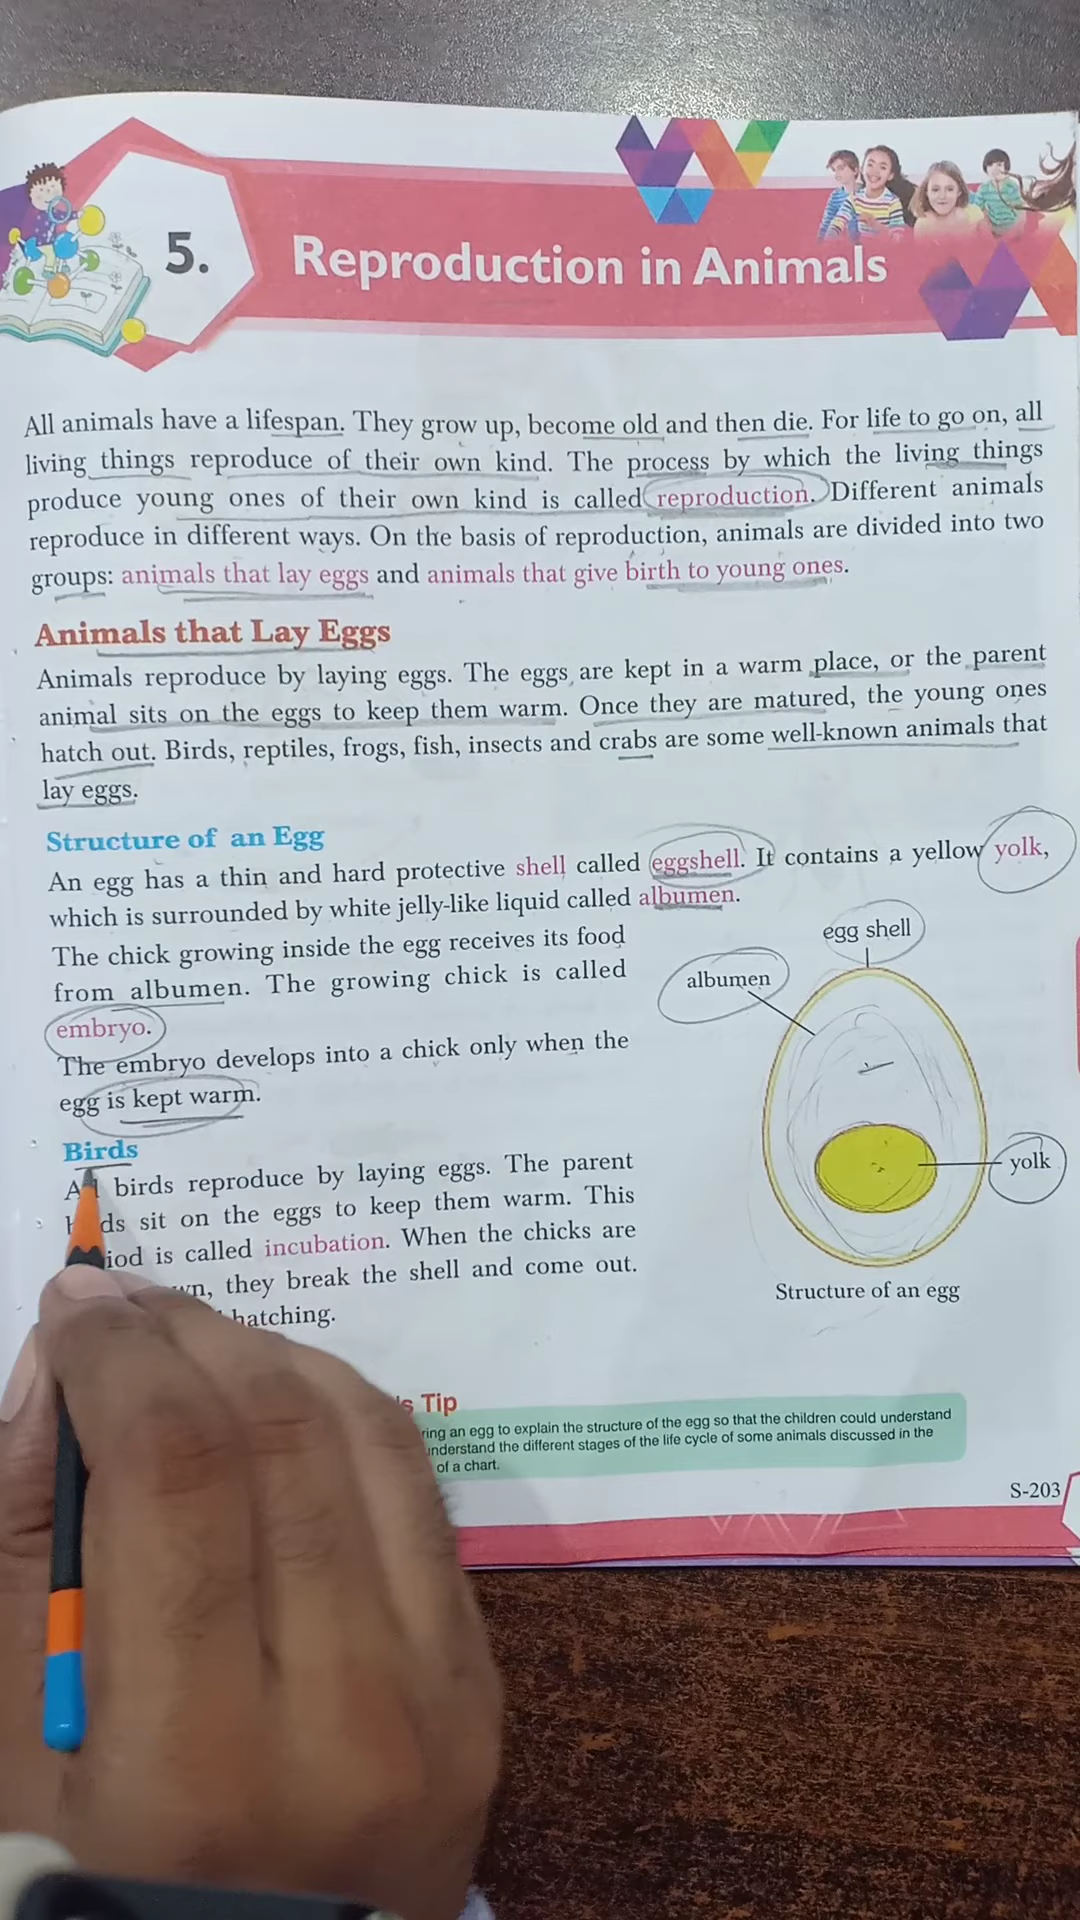 5.
Reproduction in Animals
All animals have a lifespan. They grow up, become old and then die. For life to go on, all
living things reproduce of their own kind. The process by which the living things
produce young ones of their own kind is called reproduction. Different animals
reproduce in different ways. On the basis of reproduction, animals are divided into two
groups: animals that lay eggs and animals that give birth to young ones.
Animals that Lay Eggs
Animals reproduce by laying eggs. The eggs are kept in a warm place, or the parent
animal sits on the eggs to keep them warm. Once they are matured, the young ones
hatch out. Birds, reptiles, frogs, fish, insects and crabs are some well-known animals that
lay eggs.
Structure of an Egg
An egg has a thin and hard protective shell called eggshell. It contains a yellow yolk,
which is surrounded by white jelly-like liquid called albumen.
The chick growing inside the egg receives its food
from albumen. The growing chick is called
embryo.
The embryo develops into a chick only when the
egg is kept warm.
egg shell
albumen
yolk
Structure of an egg
Birds
birds reproduce by laying eggs. The parent
sit on the eggs to keep them warm. This
is called incubation. When the chicks are
they break the shell and come out.
hatching.
Tip
an egg to explain the structure of the egg so that the children could understand
understand the different stages of the life cycle of some animals discussed in the
of a chart.
S-203